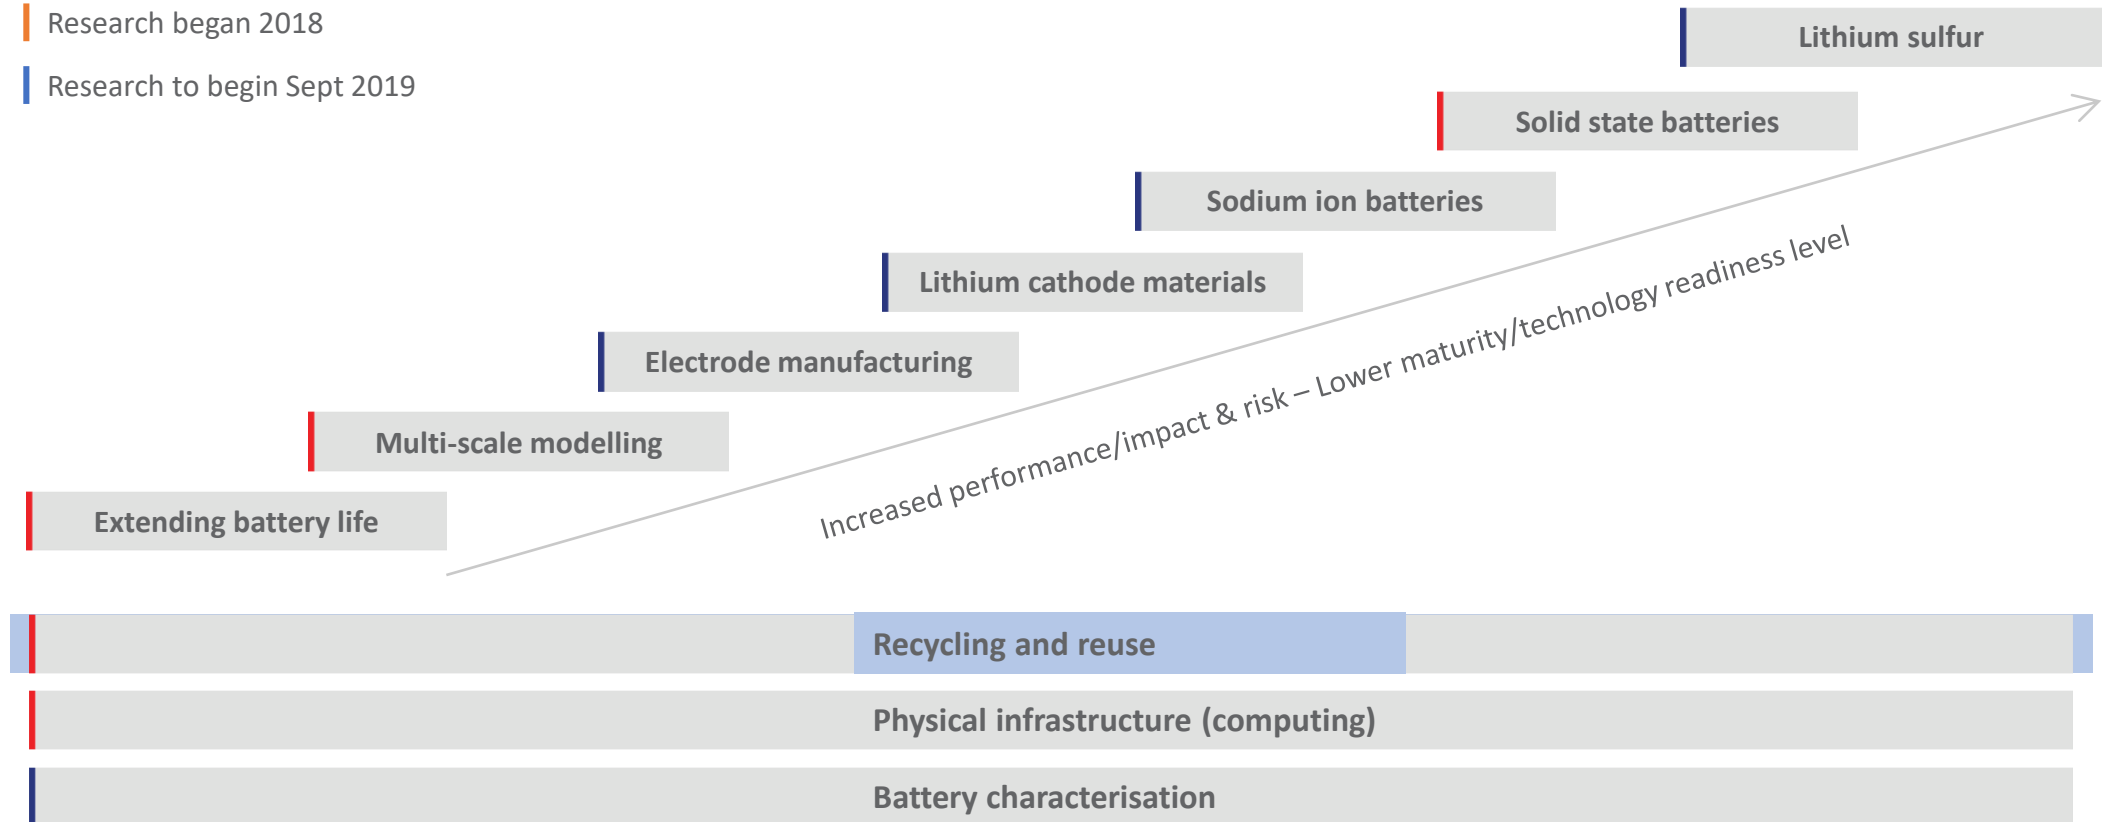 Research began 2018
Research to begin Sept 2019
Lithium sulfur
Solid state batteries
Sodium ion batteries
Lithium cathode materials
Electrode manufacturing
Multi-scale modelling
Extending battery life
Increased performance/impact & risk – Lower maturity/technology readiness level
Recycling and reuse
Physical infrastructure (computing)
Battery characterisation